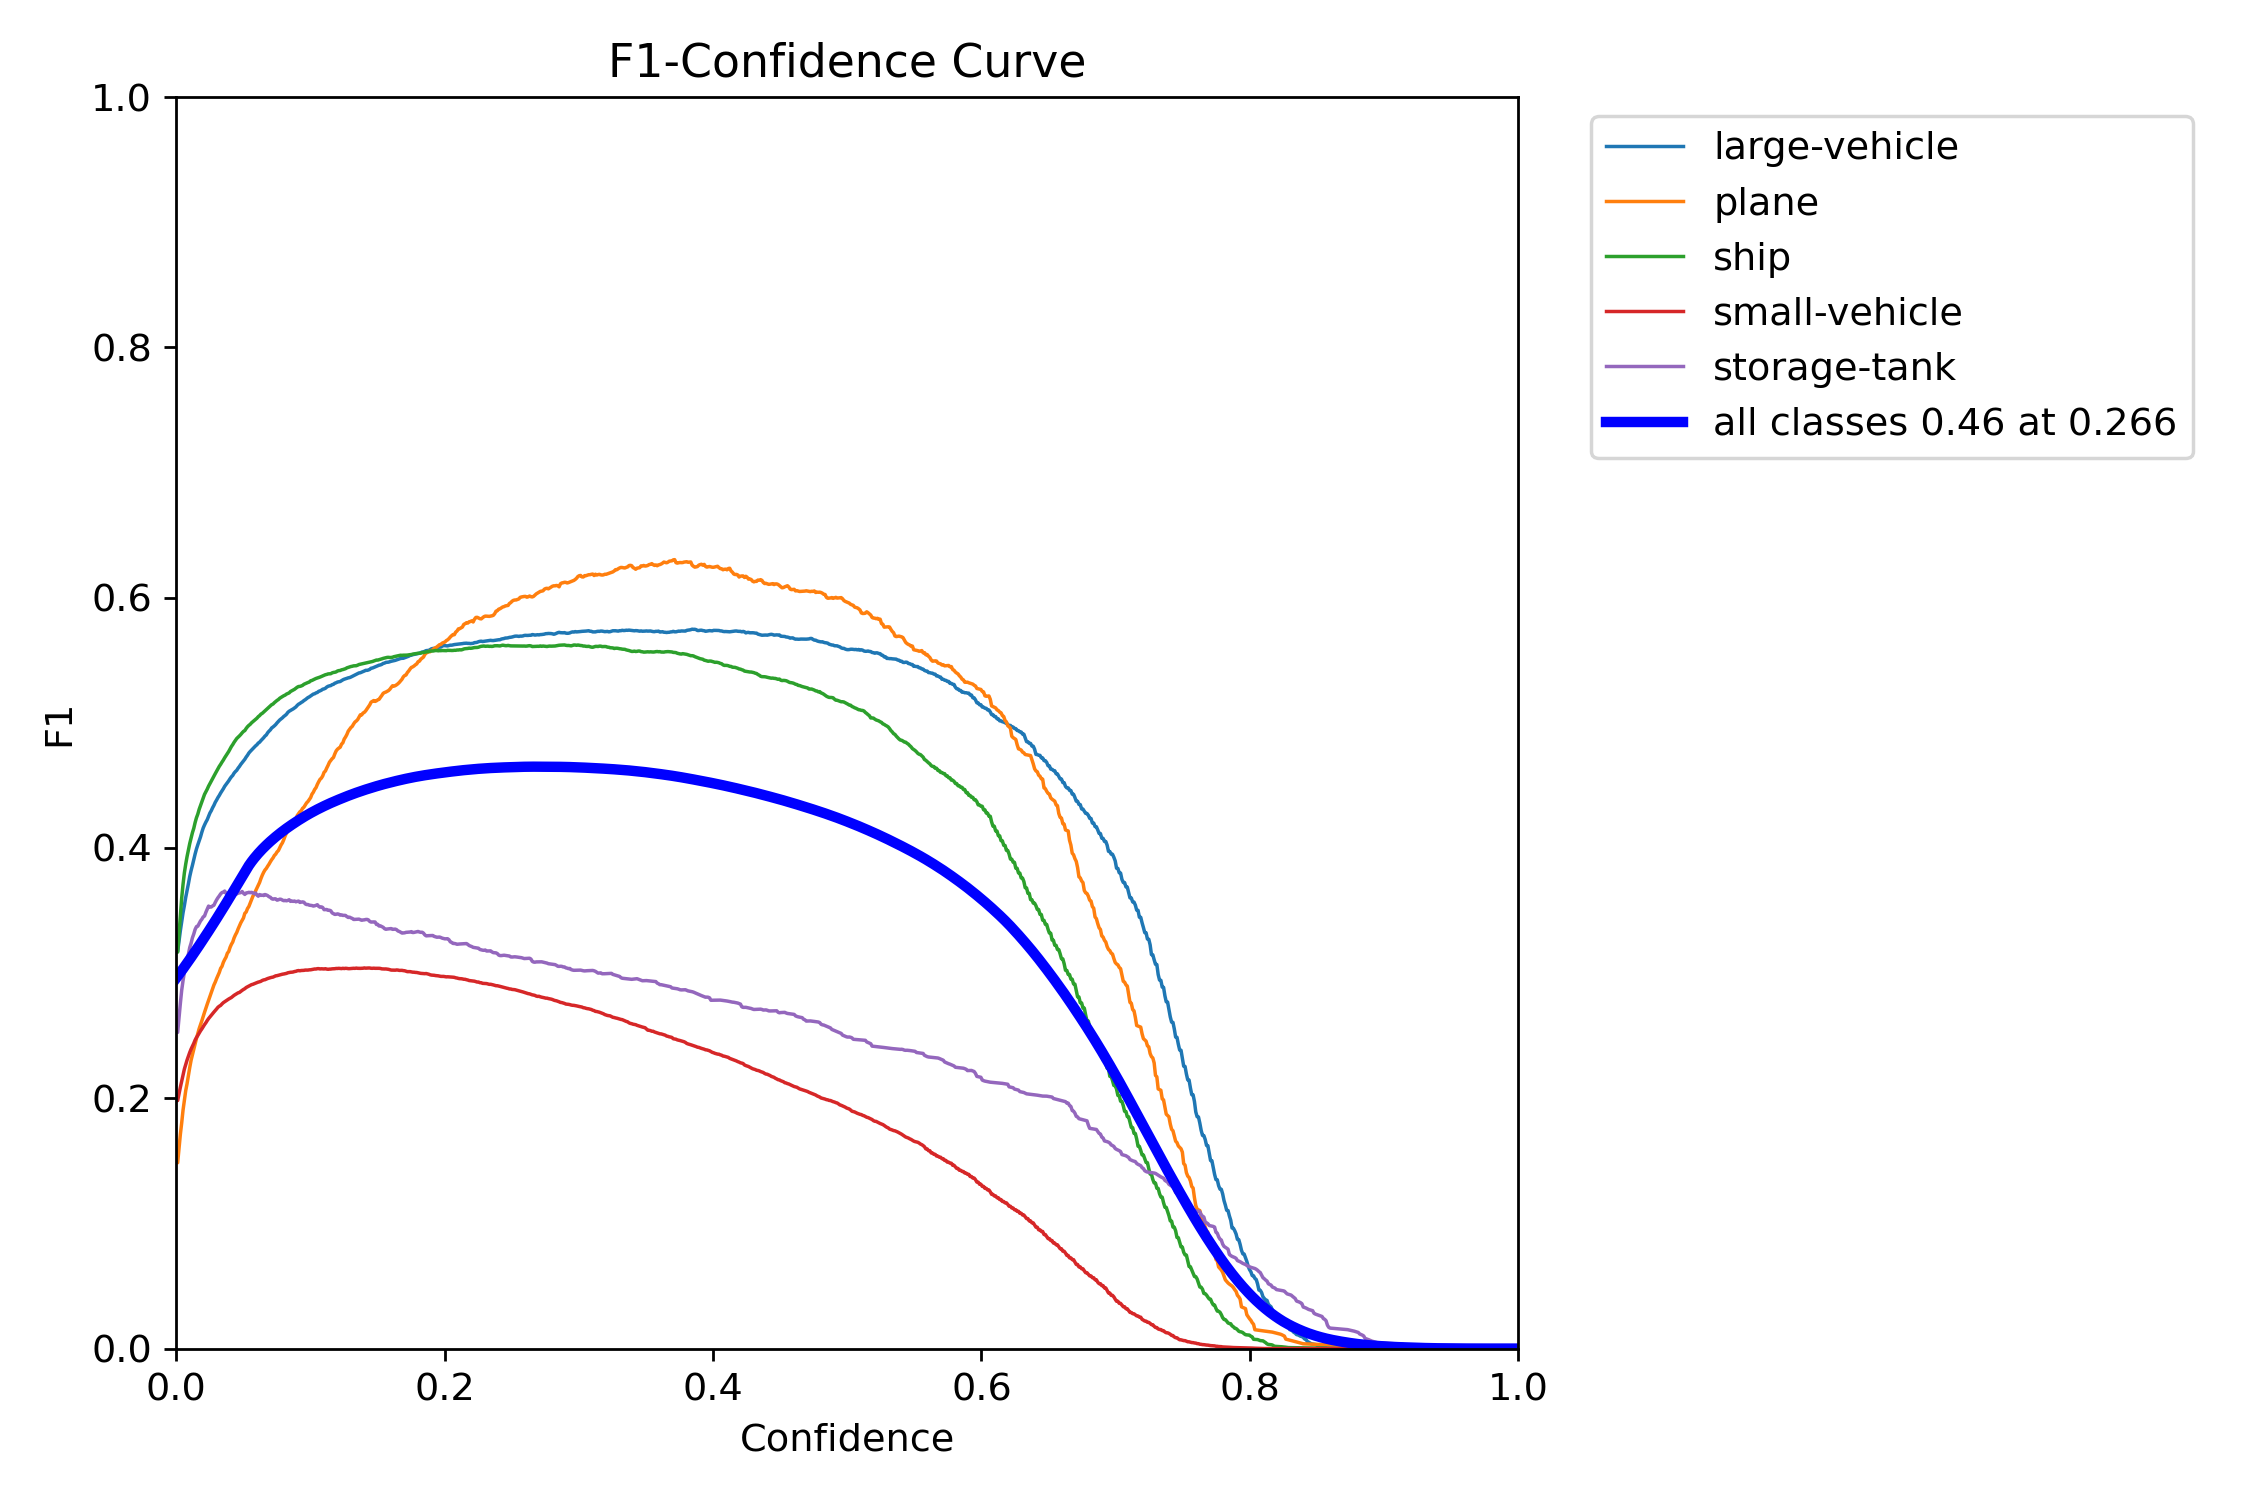 F1-Confidence Curve
1.0
0.8
0.6
0.4
0.2
0.0
F1
0.0 0.2 0.4 0.6 0.8 1.0
Confidence
large-vehicle
plane
ship
small-vehicle
storage-tank
all classes 0.46 at 0.266